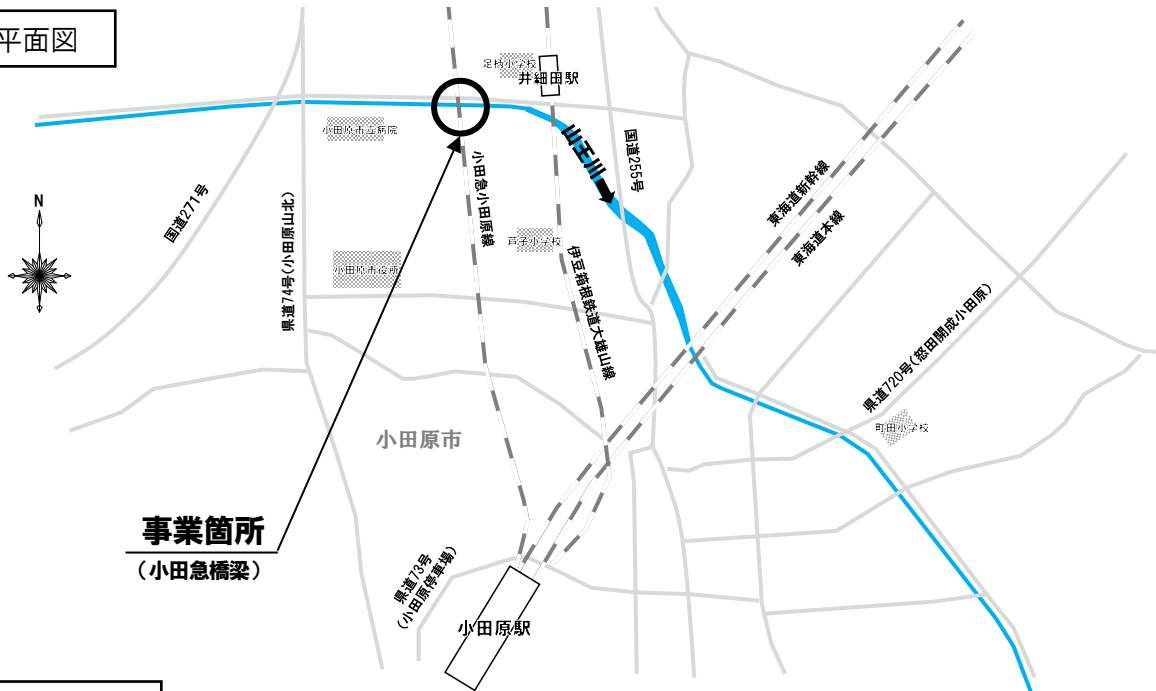 平面図
足柄小学校
井細田駅
小田原市立病院
山王川
国道255号
東海道新幹線
東海道本線
国道271号
N
県道74号(小田原山北)
小田急小田原線
芦子小学校
小田原市役所
伊豆箱根鉄道大雄山線
県道720号(怒田開成小田原)
町田小学校
小田原市
事業箇所
(小田急橋梁)
県道73号
(小田原停車場)
小田原駅